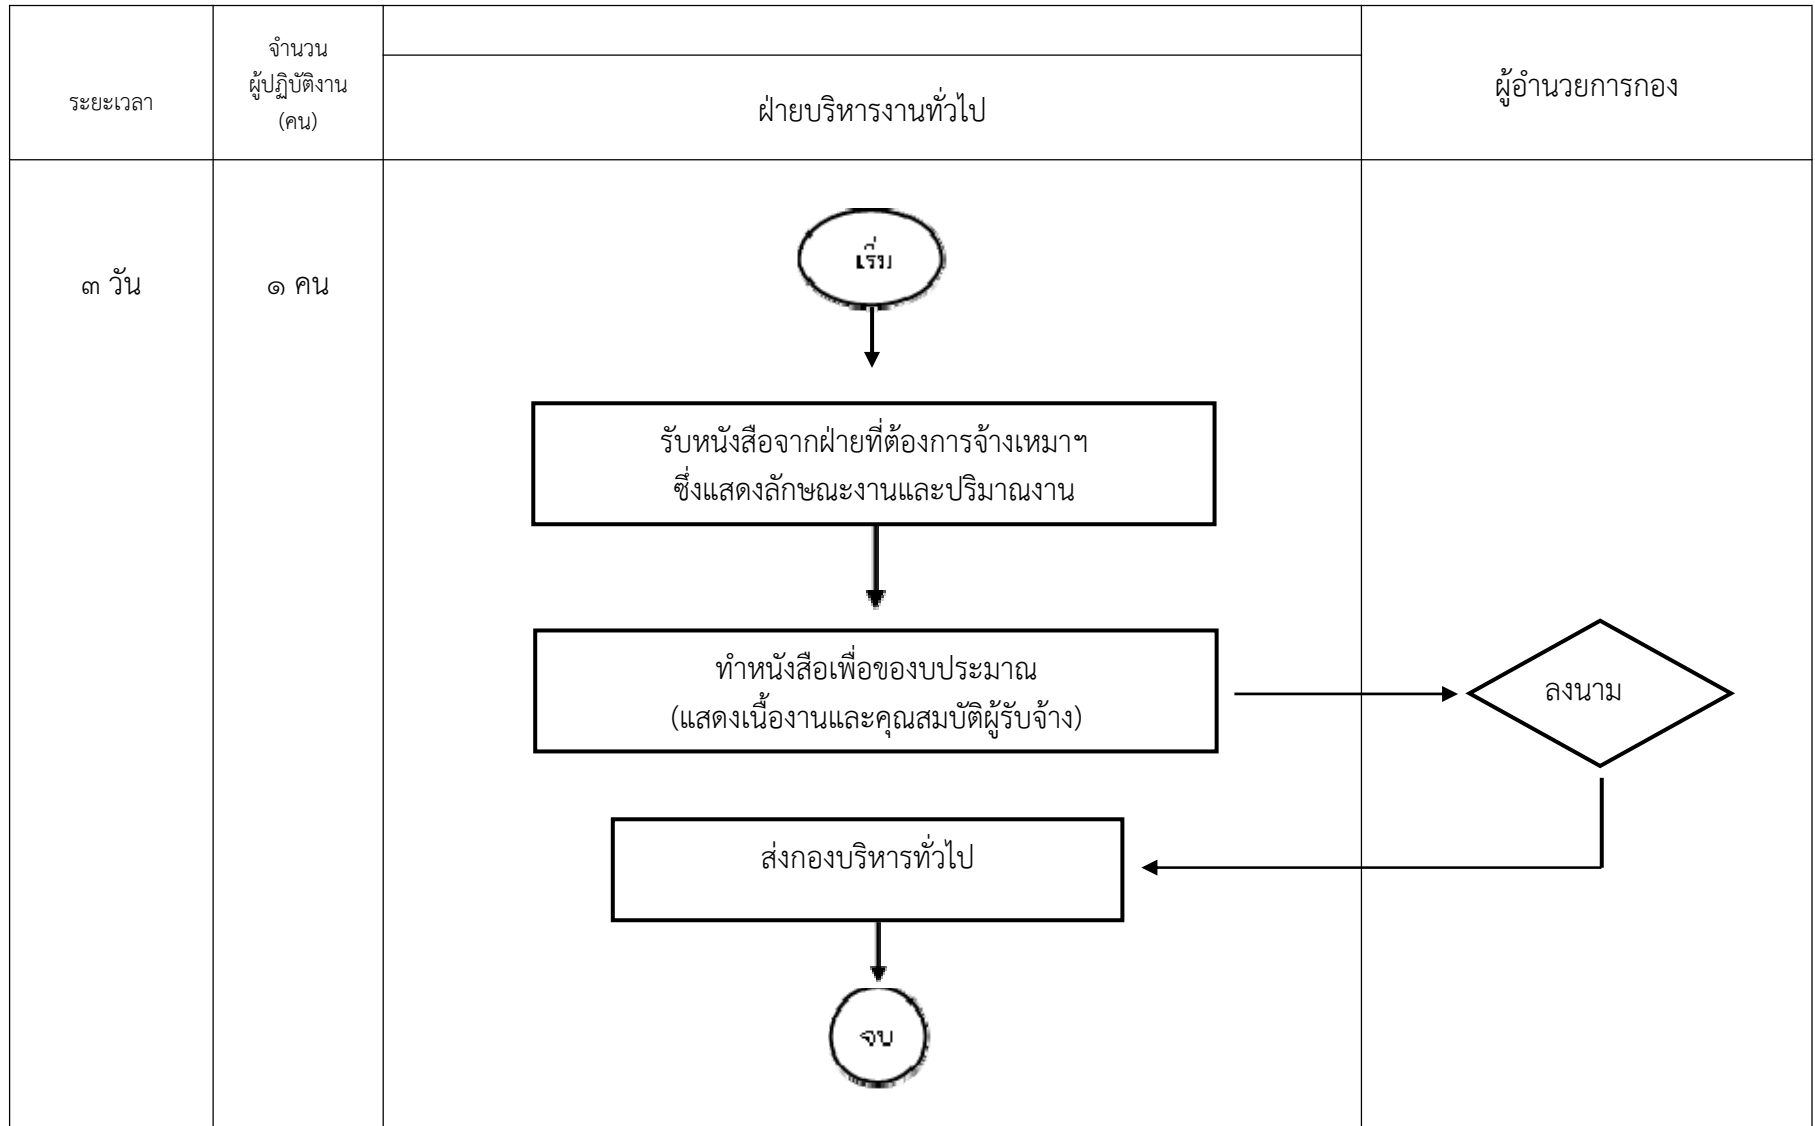 ระยะเวลา
จำนวน
ผู้ปฏิบัติงาน
(คน)
ฝ่ายบริหารงานทั่วไป
ผู้อำนวยการกอง
๓ วัน
๑ คน
เริ่ม
รับหนังสือจากฝ่ายที่ต้องการจ้างเหมาฯ
ซึ่งแสดงลักษณะงานและปริมาณงาน
ทำหนังสือเพื่อของบประมาณ
(แสดงเนื้องานและคุณสมบัติผู้รับจ้าง)
ลงนาม
ส่งกองบริหารทั่วไป
จบ